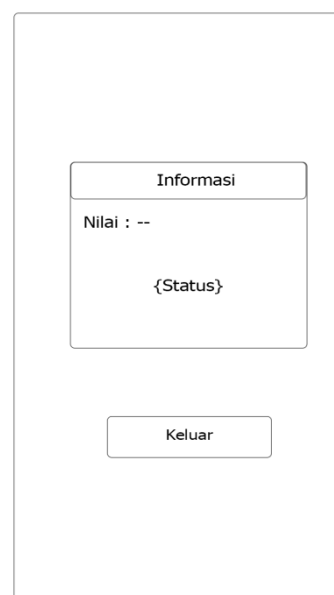 Informasi
Nilai : --
{Status}
Keluar